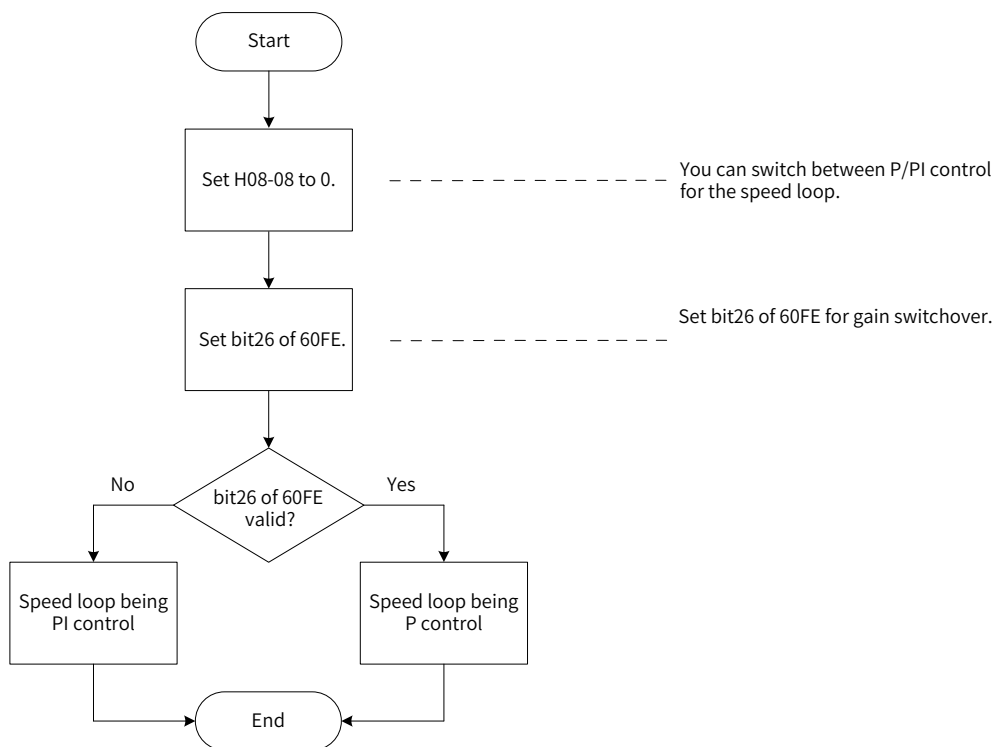 Start
Set H08-08 to 0.
You can switch between P/PI control
for the speed loop.
Set bit26 of 60FE.
Set bit26 of 60FE for gain switchover.
No
bit26 of 60FE
valid?
Yes
Speed loop being
PI control
Speed loop being
P control
End